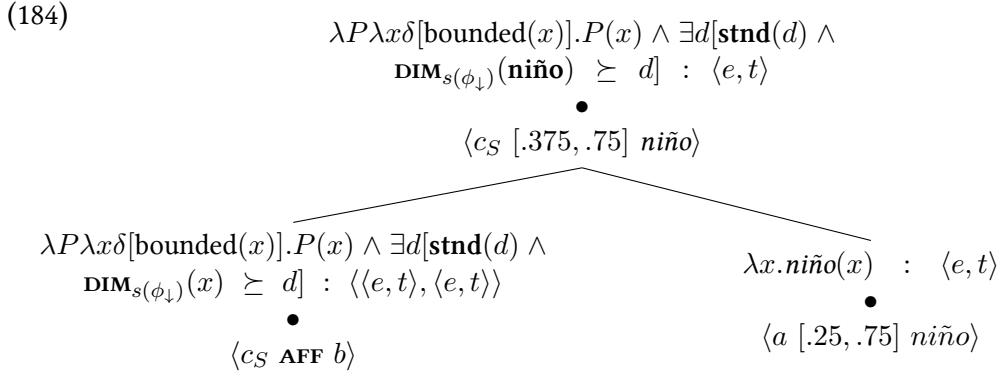 (184)
λPλxδ[bounded(x)].P(x) ∧ ∃d[stnd(d) ∧
DIM_{s(ϕ↓)}(niño) ⪰ d] : ⟨e, t⟩
•
⟨c_S [.375, .75] niño⟩
λPλxδ[bounded(x)].P(x) ∧ ∃d[stnd(d) ∧
DIM_{s(ϕ↓)}(x) ⪰ d] : ⟨⟨e, t⟩, ⟨e, t⟩⟩
•
⟨c_S AFF b⟩
λx.niño(x) : ⟨e, t⟩
•
⟨a [.25, .75] niño⟩